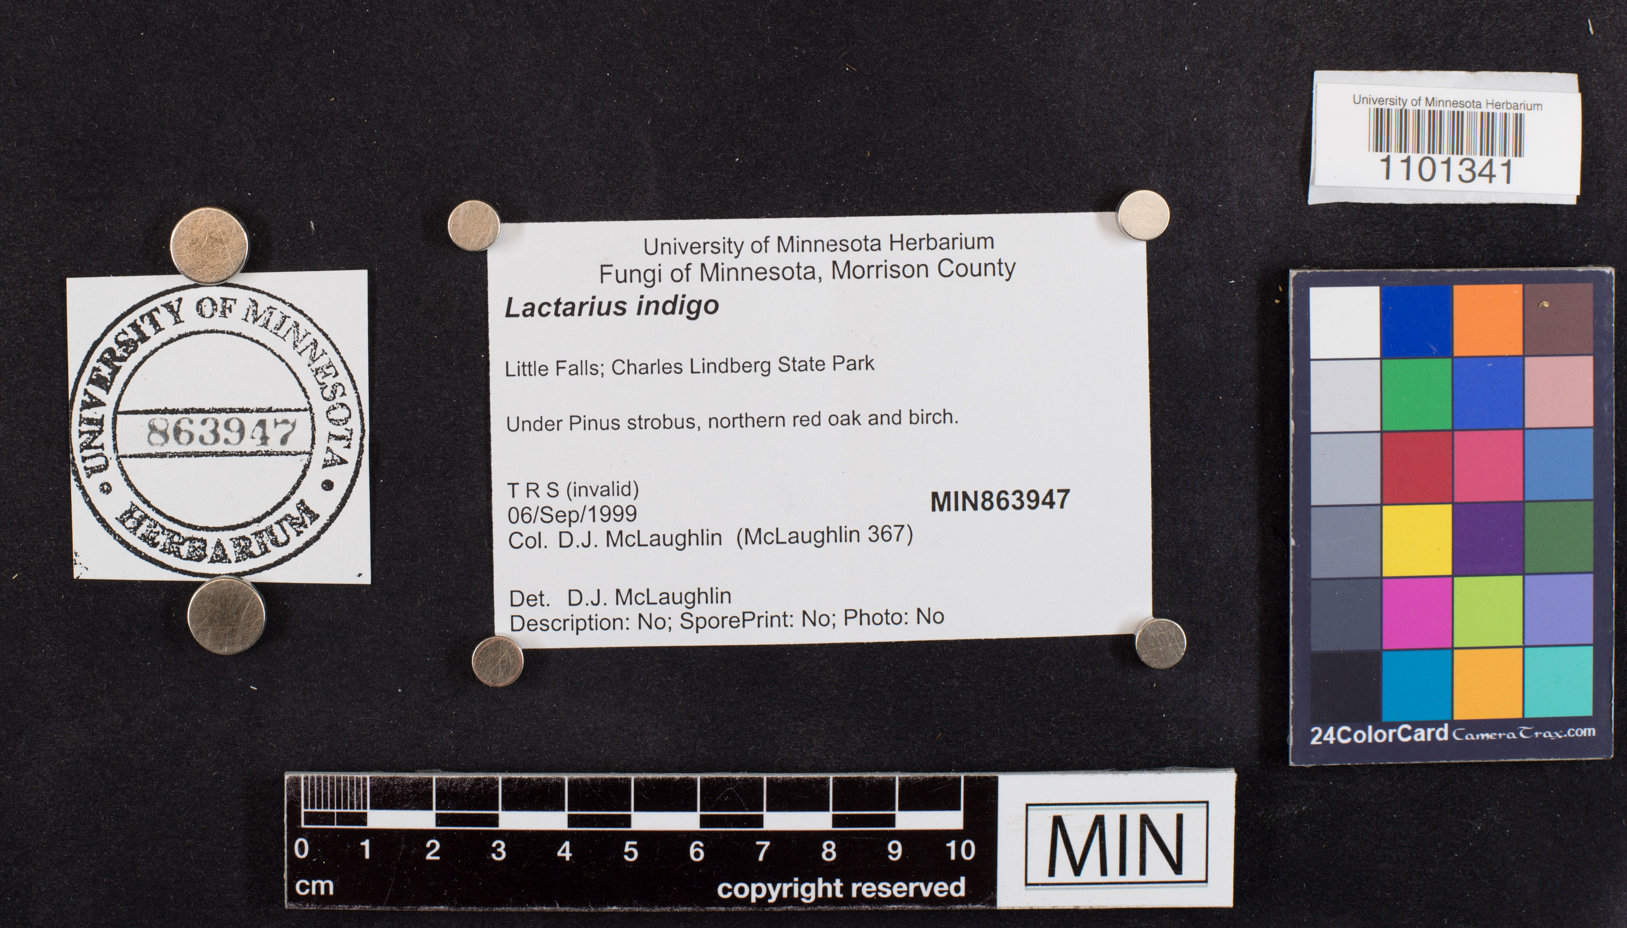 University of Minnesota Herbarium
1101341
University of Minnesota Herbarium
Fungi of Minnesota, Morrison County
Lactarius indigo
Little Falls; Charles Lindberg State Park
Under Pinus strobus, northern red oak and birch.
T R S (invalid)
06/Sep/1999
MIN863947
Col. D.J. McLaughlin (McLaughlin 367)
Det. D.J. McLaughlin
Description: No; SporePrint: No; Photo: No
UNIVERSITY OF MINNESOTA
863947
HERBARIUM
24ColorCard CameraTrax.com
0 1 2 3 4 5 6 7 8 9 10
cm
copyright reserved
MIN